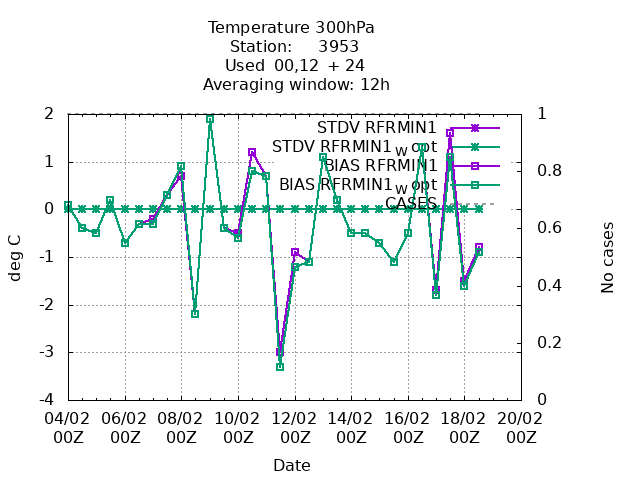 Temperature 300hPa
Station: 3953
Used 00,12 + 24
Averaging window: 12h
STDV RFRMIN1
STDV RFRMIN1w opt
BIAS RFRMIN1
BIAS RFRMIN1w opt
CASES
2
1
0
-1
-2
-3
-4
deg C
1
0.8
0.6
0.4
0.2
0
No cases
04/02 06/02 08/02 10/02 12/02 14/02 16/02 18/02 20/02
00Z 00Z 00Z 00Z 00Z 00Z 00Z 00Z 00Z
Date